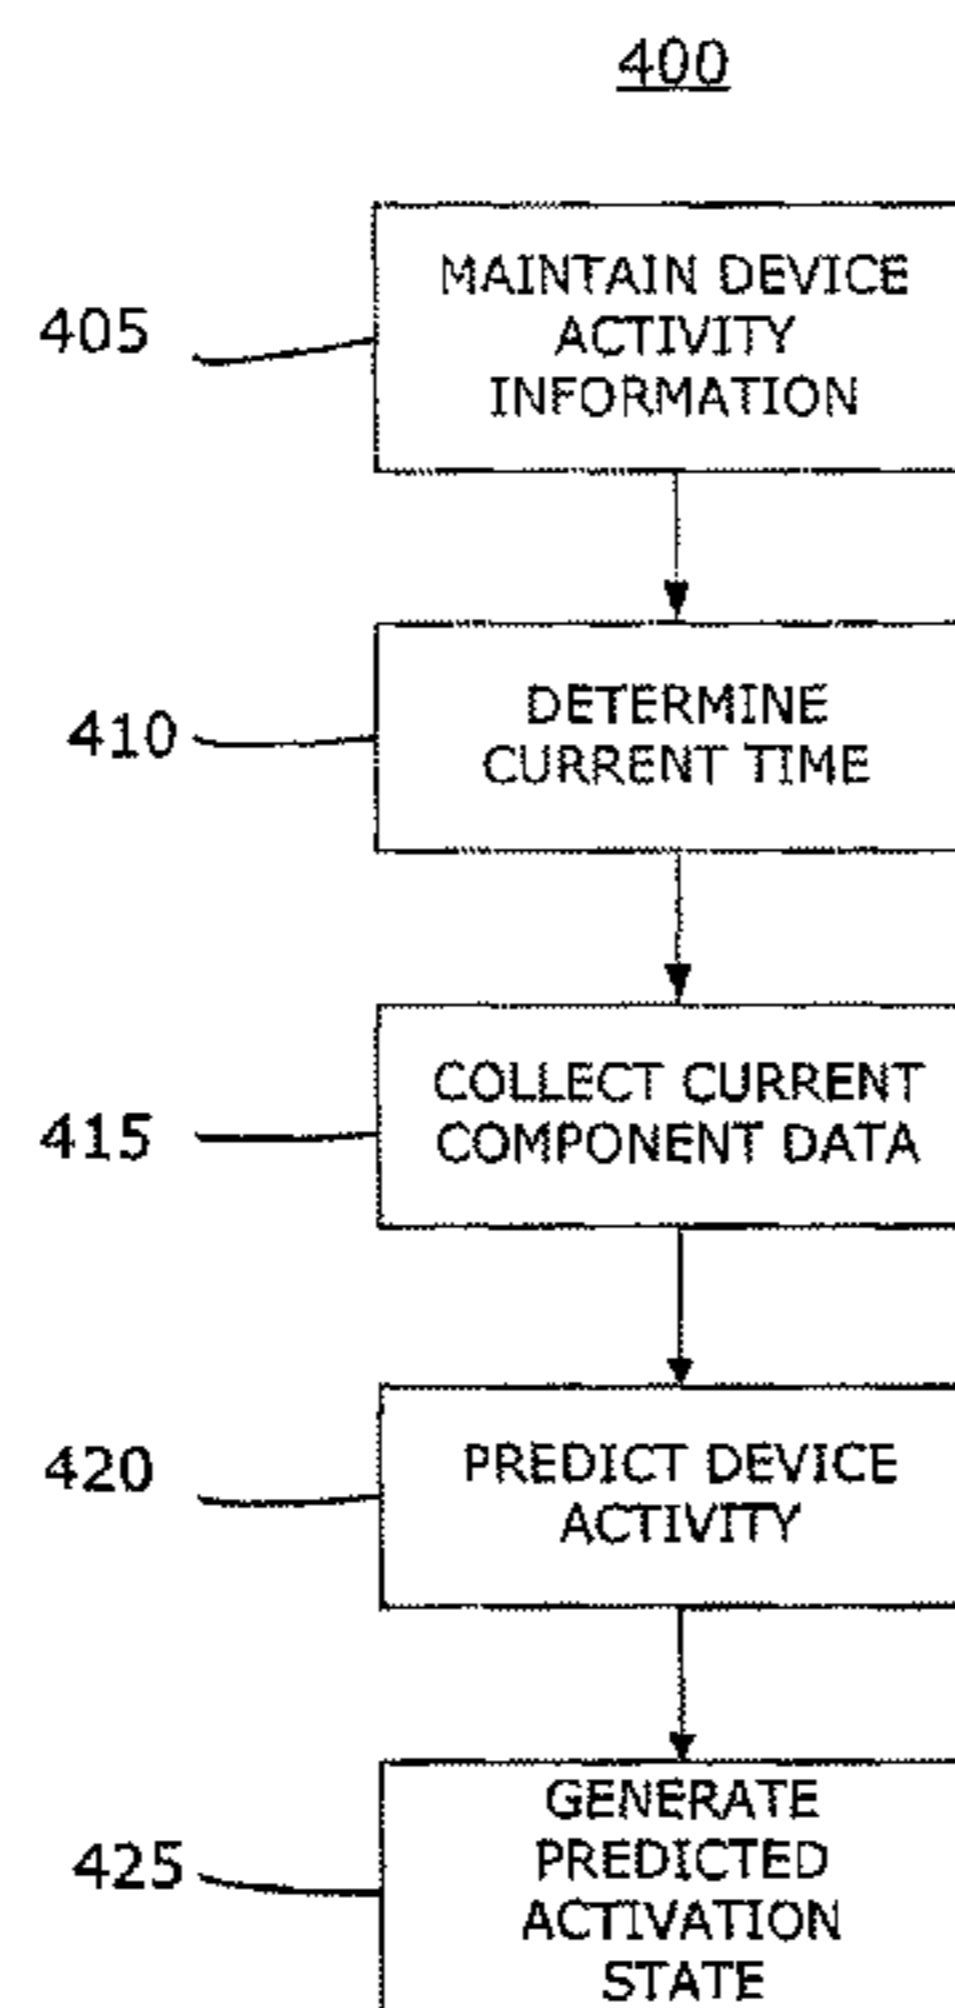 400
405
MAINTAIN DEVICE
ACTIVITY
INFORMATION
410
DETERMINE
CURRENT TIME
415
COLLECT CURRENT
COMPONENT DATA
420
PREDICT DEVICE
ACTIVITY
425
GENERATE
PREDICTED
ACTIVATION
STATE